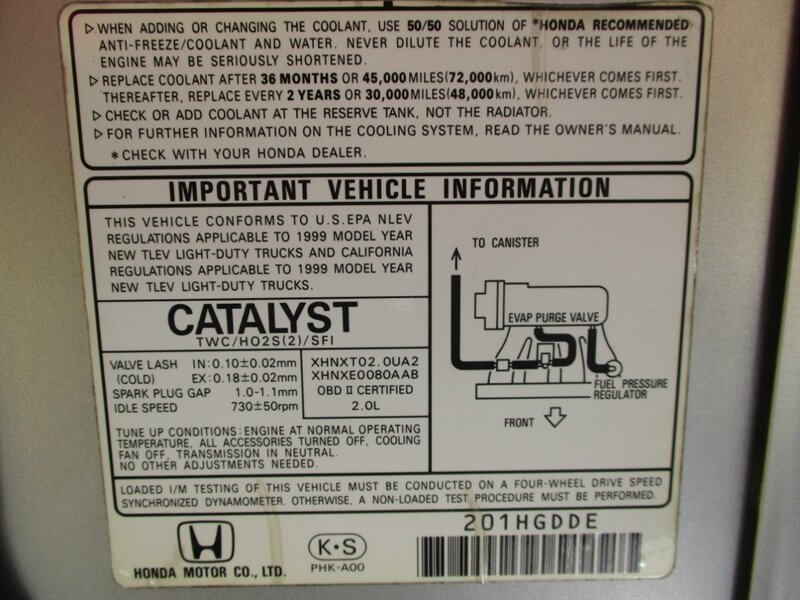 ▷ WHEN ADDING OR CHANGING THE COOLANT, USE 50/50 SOLUTION OF *HONDA RECOMMENDED
ANTI-FREEZE/COOLANT AND WATER. NEVER DILUTE THE COOLANT, OR THE LIFE OF THE
ENGINE MAY BE SERIOUSLY SHORTENED.
▷ REPLACE COOLANT AFTER 36 MONTHS OR 45,000 MILES(72,000km), WHICHEVER COMES FIRST.
THEREAFTER, REPLACE EVERY 2 YEARS OR 30,000 MILES(48,000km), WHICHEVER COMES FIRST.
▷ CHECK OR ADD COOLANT AT THE RESERVE TANK, NOT THE RADIATOR.
▷ FOR FURTHER INFORMATION ON THE COOLING SYSTEM, READ THE OWNER'S MANUAL.
*CHECK WITH YOUR HONDA DEALER.
IMPORTANT VEHICLE INFORMATION
THIS VEHICLE CONFORMS TO U.S.EPA NLEV
REGULATIONS APPLICABLE TO 1999 MODEL YEAR
NEW TLEV LIGHT-DUTY TRUCKS AND CALIFORNIA
REGULATIONS APPLICABLE TO 1999 MODEL YEAR
NEW TLEV LIGHT-DUTY TRUCKS.
CATALYST
TWC/HO2S(2)/SFI
VALVE LASH IN:0.10±0.02mm
(COLD) EX:0.18±0.02mm
SPARK PLUG GAP 1.0-1.1mm
IDLE SPEED 730±50rpm
XHNXT02.0UA2
XHNXE0080AAB
OBD II CERTIFIED
2.0L
TUNE UP CONDITIONS: ENGINE AT NORMAL OPERATING
TEMPERATURE, ALL ACCESSORIES TURNED OFF, COOLING
FAN OFF, TRANSMISSION IN NEUTRAL.
NO OTHER ADJUSTMENTS NEEDED.
TO CANISTER
EVAP PURGE VALVE
FUEL PRESSURE
REGULATOR
FRONT
LOADED I/M TESTING OF THIS VEHICLE MUST BE CONDUCTED ON A FOUR-WHEEL DRIVE SPEED
SYNCHRONIZED DYNAMOMETER. OTHERWISE, A NON-LOADED TEST PROCEDURE MUST BE PERFORMED.
HONDA MOTOR CO., LTD.
K·S
PHK-A00
201HGDDE